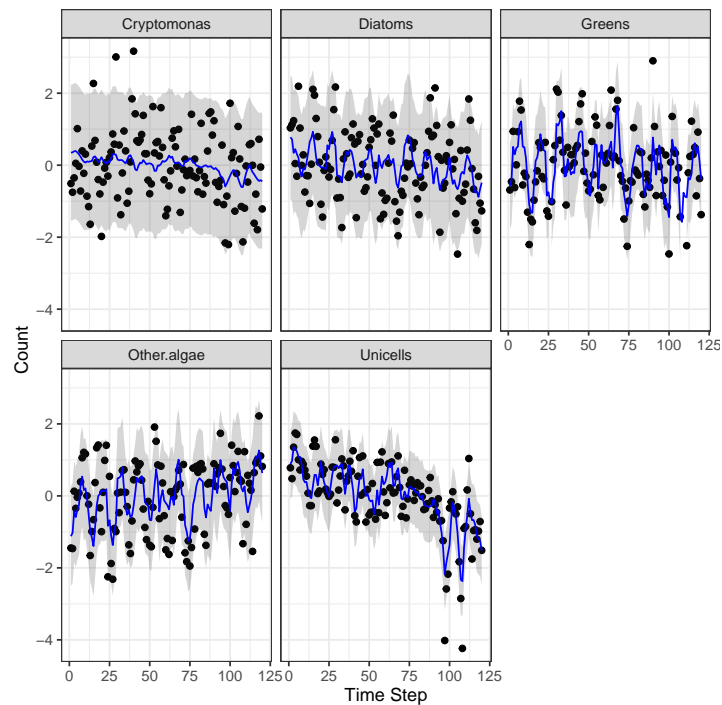 Cryptomonas Diatoms Greens
2
0
−2
−4
0 25 50 75 100 125
Count
Other.algae Unicells
2
0
−2
−4
0 25 50 75 100 125 0 25 50 75 100 125
Time Step